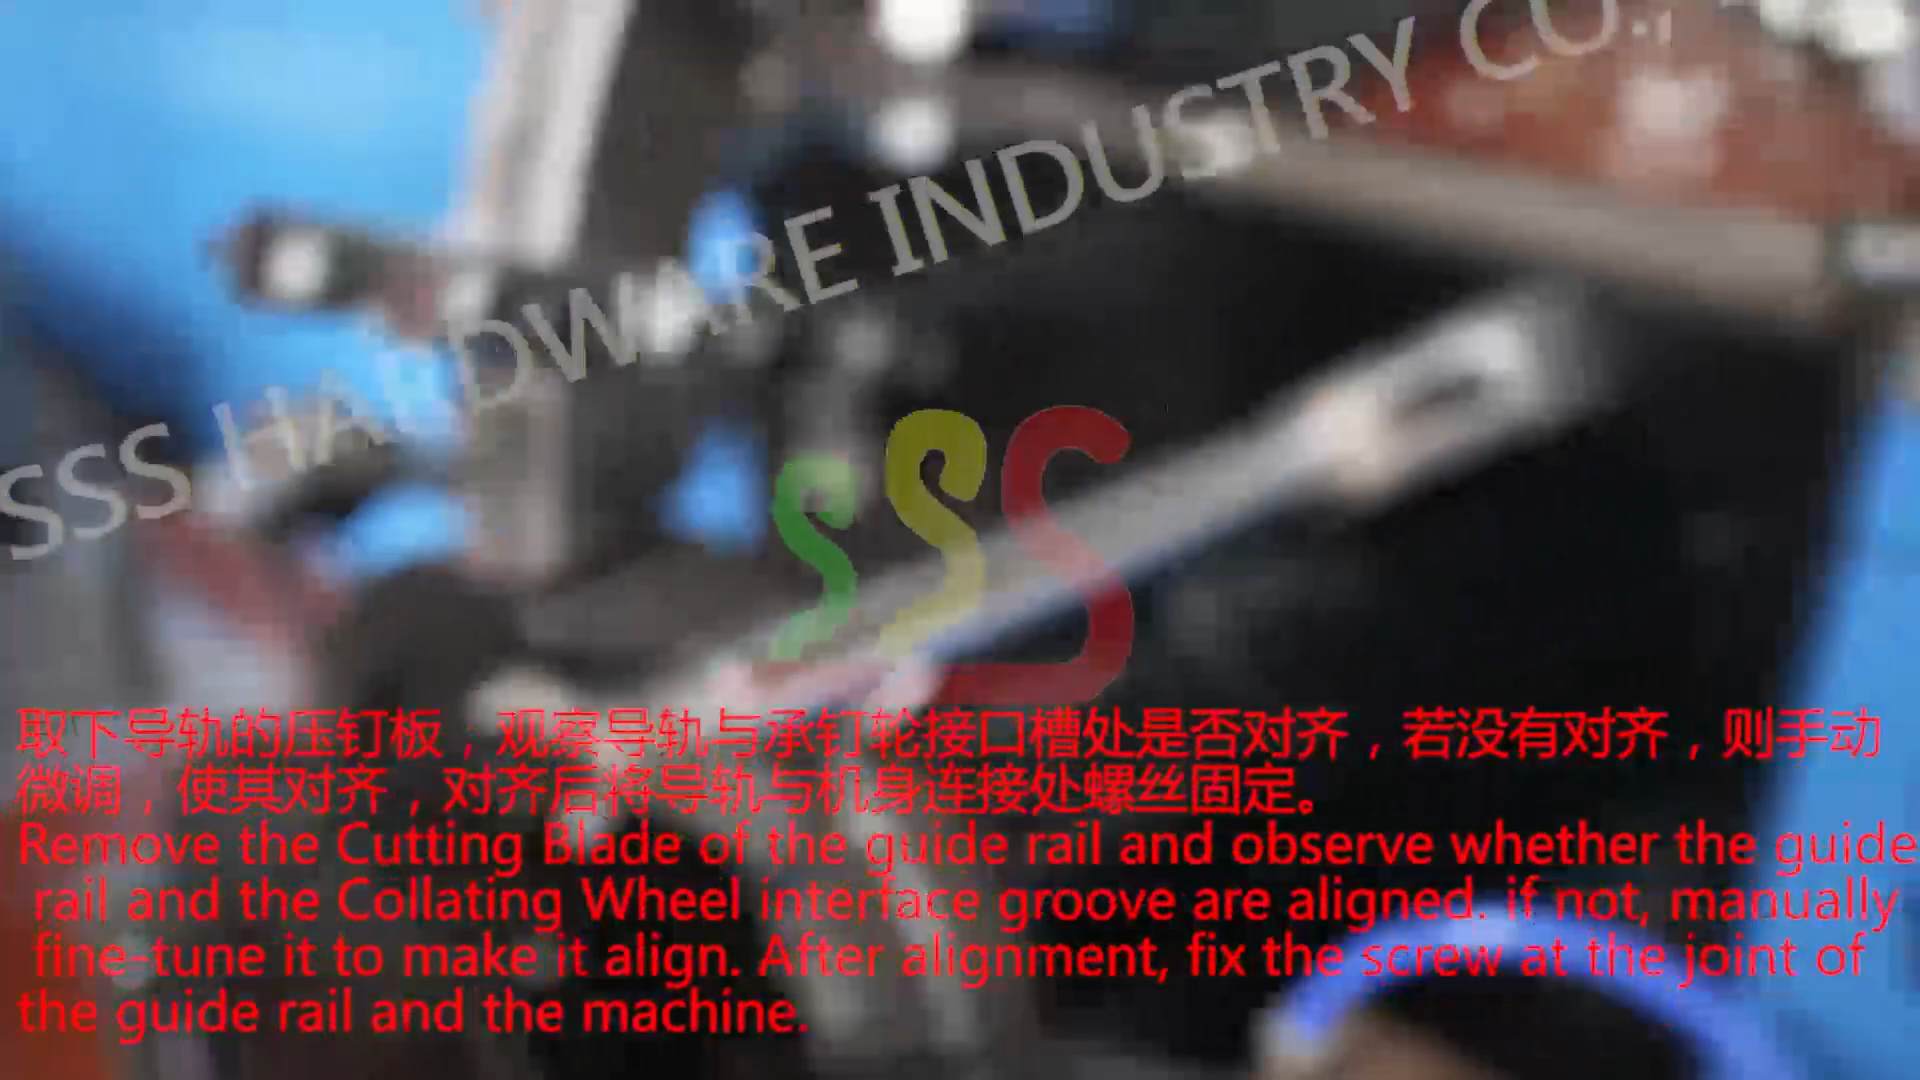 SSS HARDWARE INDUSTRY CO.,
SSS
取下导轨的压钉板，观察导轨与承钉轮接口槽处是否对齐，若没有对齐，则手动
微调，使其对齐，对齐后将导轨与机身连接处螺丝固定。
Remove the Cutting Blade of the guide rail and observe whether the guide
rail and the Collating Wheel interface groove are aligned. if not, manually
fine-tune it to make it align. After alignment, fix the screw at the joint of
the guide rail and the machine.